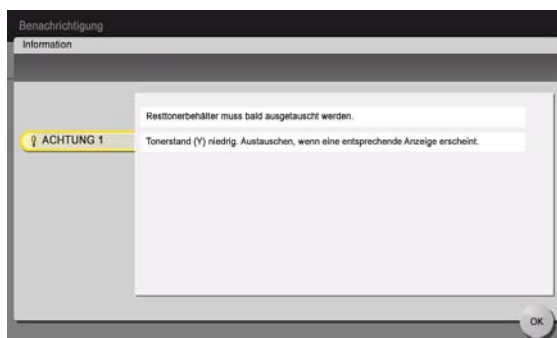 Benachrichtigung
Information
Resttonerbehälter muss bald ausgetauscht werden.
ACHTUNG 1
Tonerstand (Y) niedrig. Austauschen, wenn eine entsprechende Anzeige erscheint.
OK